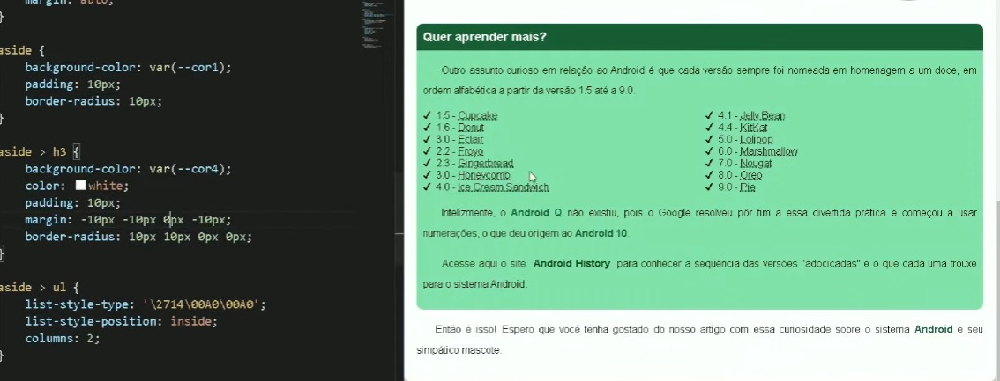 margin: auto;
}
aside {
background-color: var(--cor1);
padding: 10px;
border-radius: 10px;
}
aside > h3 {
background-color: var(--cor4);
color: white;
padding: 10px;
margin: -10px -10px 0px -10px;
border-radius: 10px 10px 0px 0px;
}
aside > ul {
list-style-type: '\2714\00A0\00A0';
list-style-position: inside;
columns: 2;
}
Quer aprender mais?
Outro assunto curioso em relação ao Android é que cada versão sempre foi nomeada em homenagem a um doce, em
ordem alfabética a partir da versão 1.5 até a 9.0.
✔ 1.5 - Cupcake
✔ 1.6 - Donut
✔ 3.0 - Eclair
✔ 2.2 - Froyo
✔ 2.3 - Gingerbread
✔ 3.0 - Honeycomb
✔ 4.0 - Ice Cream Sandwich
✔ 4.1 - Jelly Bean
✔ 4.4 - KitKat
✔ 5.0 - Lolipop
✔ 6.0 - Marshmallow
✔ 7.0 - Nougat
✔ 8.0 - Oreo
✔ 9.0 - Pie
Infelizmente, o Android Q não existiu, pois o Google resolveu pôr fim a essa divertida prática e começou a usar
numerações, o que deu origem ao Android 10.
Acesse aqui o site Android History para conhecer a sequência das versões "adocicadas" e o que cada uma trouxe
para o sistema Android.
Então é isso! Espero que você tenha gostado do nosso artigo com essa curiosidade sobre o sistema Android e seu
simpático mascote.